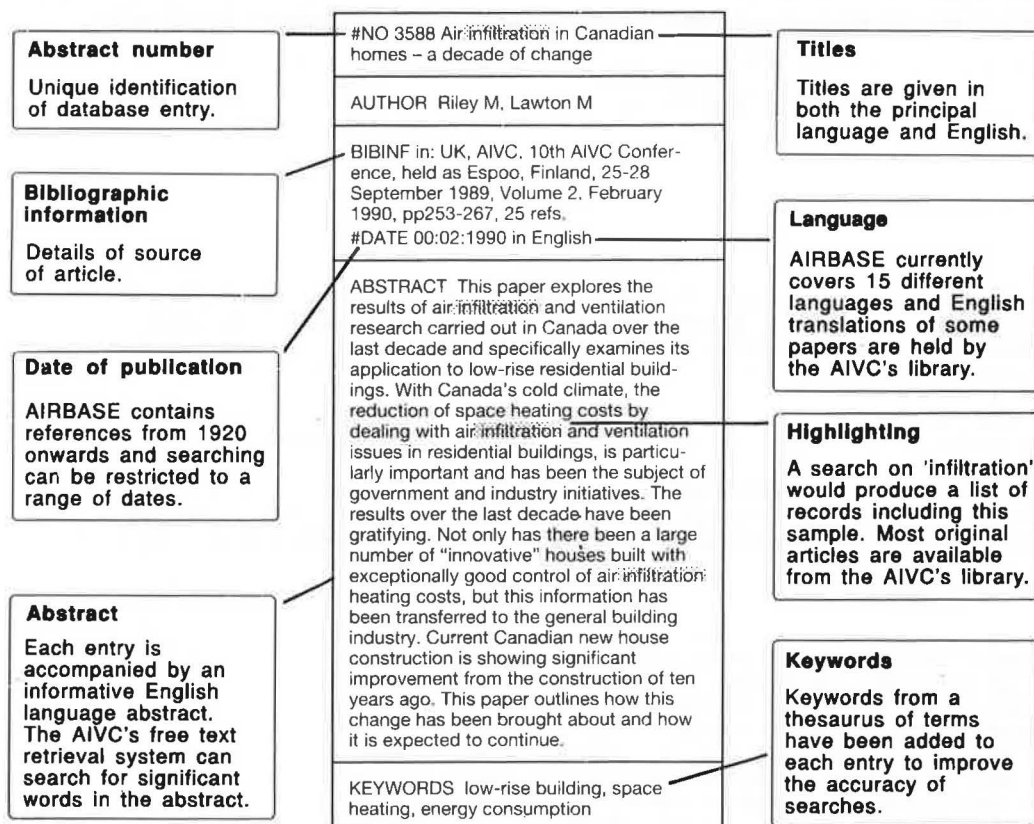 Abstract number
Unique identification
of database entry.
Bibliographic
information
Details of source
of article.
Date of publication
AIRBASE contains
references from 1920
onwards and searching
can be restricted to a
range of dates.
Abstract
Each entry is
accompanied by an
informative English
language abstract.
The AIVC's free text
retrieval system can
search for significant
words in the abstract.
#NO 3588 Air infiltration in Canadian
homes – a decade of change
AUTHOR Riley M, Lawton M
BIBINF in: UK, AIVC, 10th AIVC Confer-
ence, held as Espoo, Finland, 25-28
September 1989, Volume 2, February
1990, pp253-267, 25 refs.
#DATE 00:02:1990 in English
ABSTRACT This paper explores the
results of air infiltration and ventilation
research carried out in Canada over the
last decade and specifically examines its
application to low-rise residential build-
ings. With Canada's cold climate, the
reduction of space heating costs by
dealing with air infiltration and ventilation
issues in residential buildings, is particu-
larly important and has been the subject of
government and industry initiatives. The
results over the last decade have been
gratifying. Not only has there been a large
number of "innovative" houses built with
exceptionally good control of air infiltration
heating costs, but this information has
been transferred to the general building
industry. Current Canadian new house
construction is showing significant
improvement from the construction of ten
years ago. This paper outlines how this
change has been brought about and how
it is expected to continue.
KEYWORDS low-rise building, space
heating, energy consumption
Titles
Titles are given in
both the principal
language and English.
Language
AIRBASE currently
covers 15 different
languages and English
translations of some
papers are held by
the AIVC's library.
Highlighting
A search on 'infiltration'
would produce a list of
records including this
sample. Most original
articles are available
from the AIVC's library.
Keywords
Keywords from a
thesaurus of terms
have been added to
each entry to improve
the accuracy of
searches.